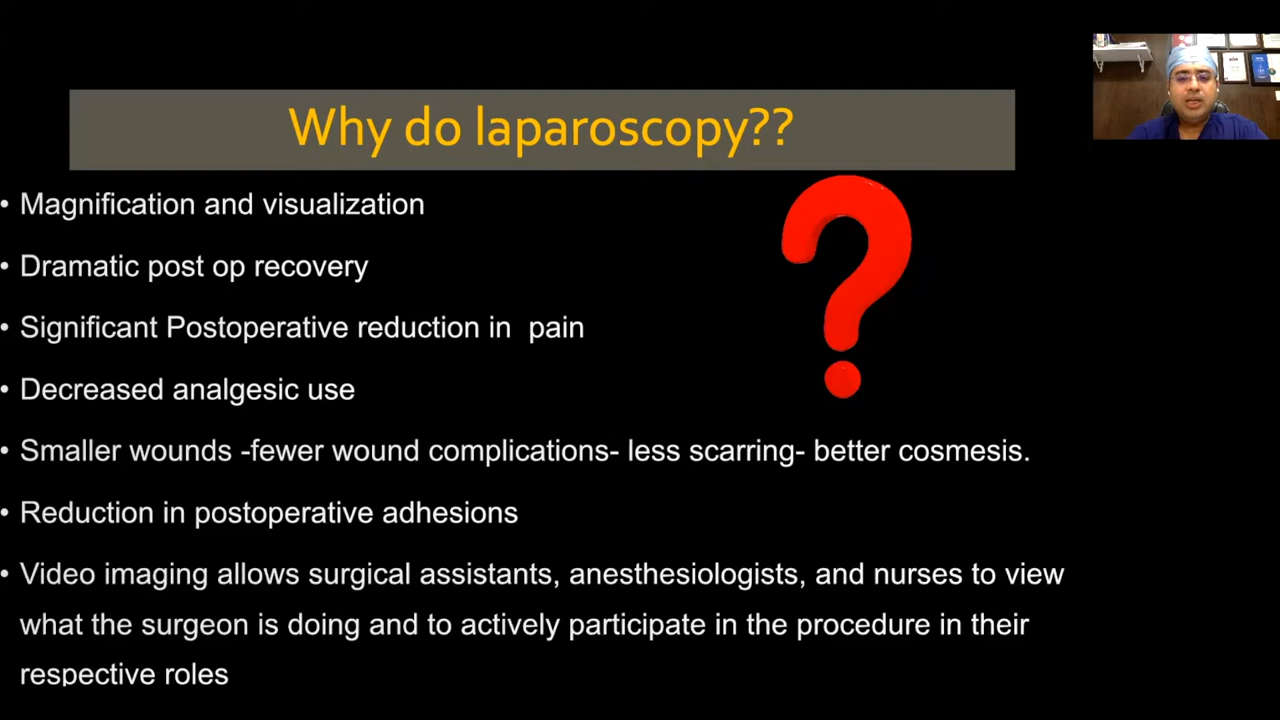 Why do laparoscopy??
• Magnification and visualization
• Dramatic post op recovery
• Significant Postoperative reduction in  pain
• Decreased analgesic use
• Smaller wounds -fewer wound complications- less scarring- better cosmesis.
• Reduction in postoperative adhesions
• Video imaging allows surgical assistants, anesthesiologists, and nurses to view
what the surgeon is doing and to actively participate in the procedure in their
respective roles